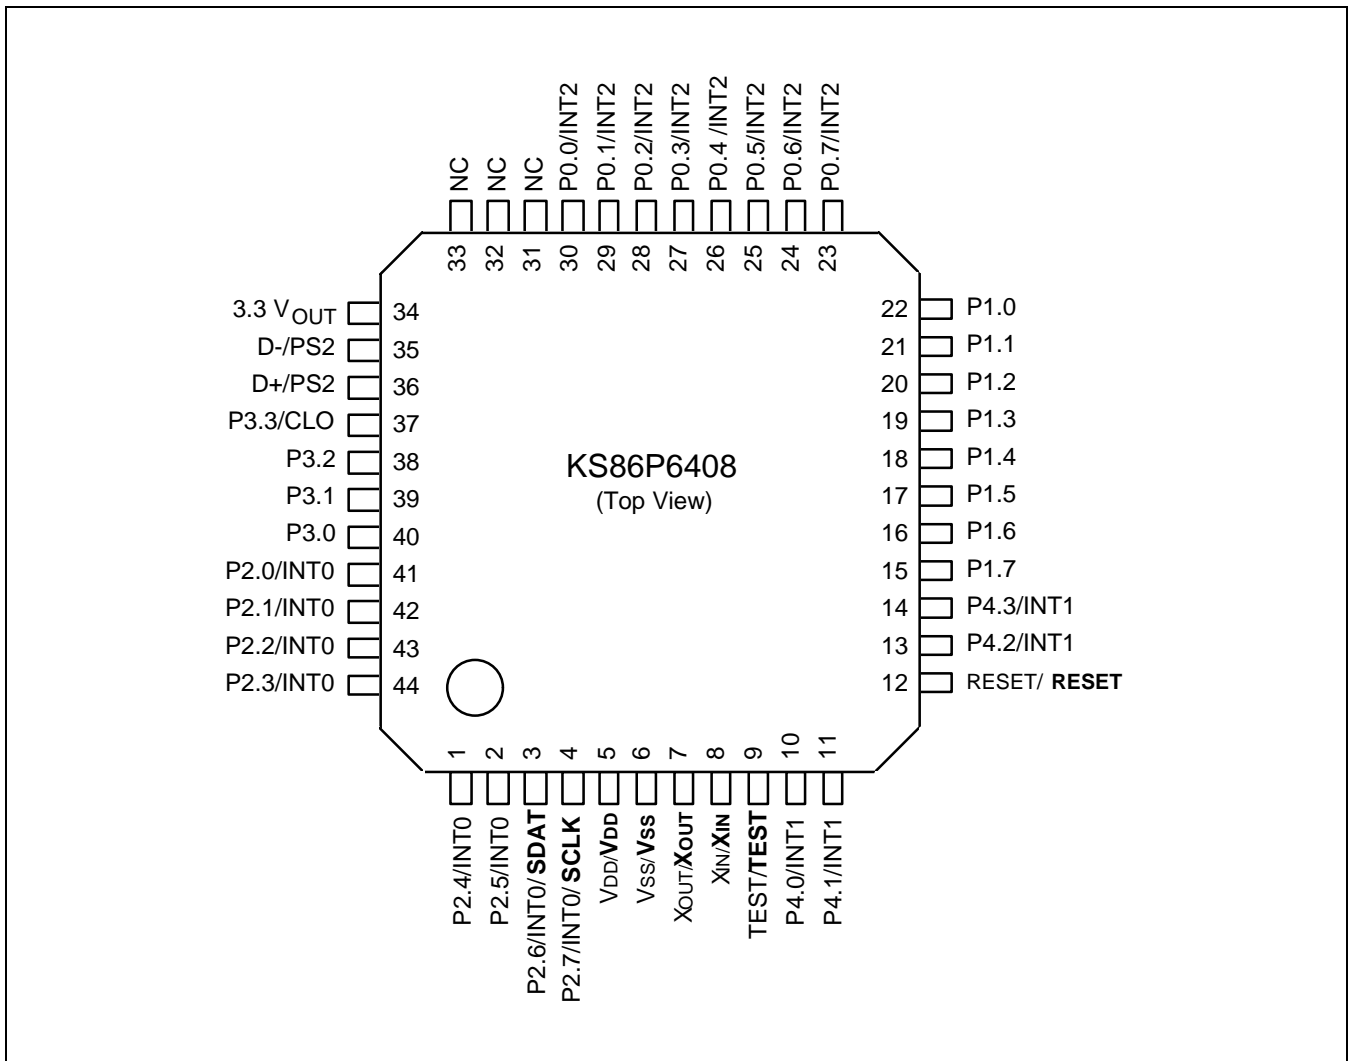 NC
NC
NC
P0.0/INT2
P0.1/INT2
P0.2/INT2
P0.3/INT2
P0.4 /INT2
P0.5/INT2
P0.6/INT2
P0.7/INT2
33
32
31
30
29
28
27
26
25
24
23
3.3 VOUT 34
D-/PS2 35
D+/PS2 36
P3.3/CLO 37
P3.2 38
P3.1 39
P3.0 40
P2.0/INT0 41
P2.1/INT0 42
P2.2/INT0 43
P2.3/INT0 44
KS86P6408
(Top View)
22 P1.0
21 P1.1
20 P1.2
19 P1.3
18 P1.4
17 P1.5
16 P1.6
15 P1.7
14 P4.3/INT1
13 P4.2/INT1
12 RESET/ RESET
1
2
3
4
5
6
7
8
9
10
11
P2.4/INT0
P2.5/INT0
P2.6/INT0/SDAT
P2.7/INT0/SCLK
VDD/VDD
VSS/VSS
XOUT/XOUT
XIN/XIN
TEST/TEST
P4.0/INT1
P4.1/INT1